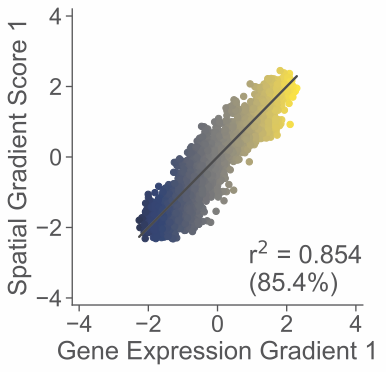 Spatial Gradient Score 1
4
2
0
−2
−4
r² = 0.854
(85.4%)
−4 −2 0 2 4
Gene Expression Gradient 1